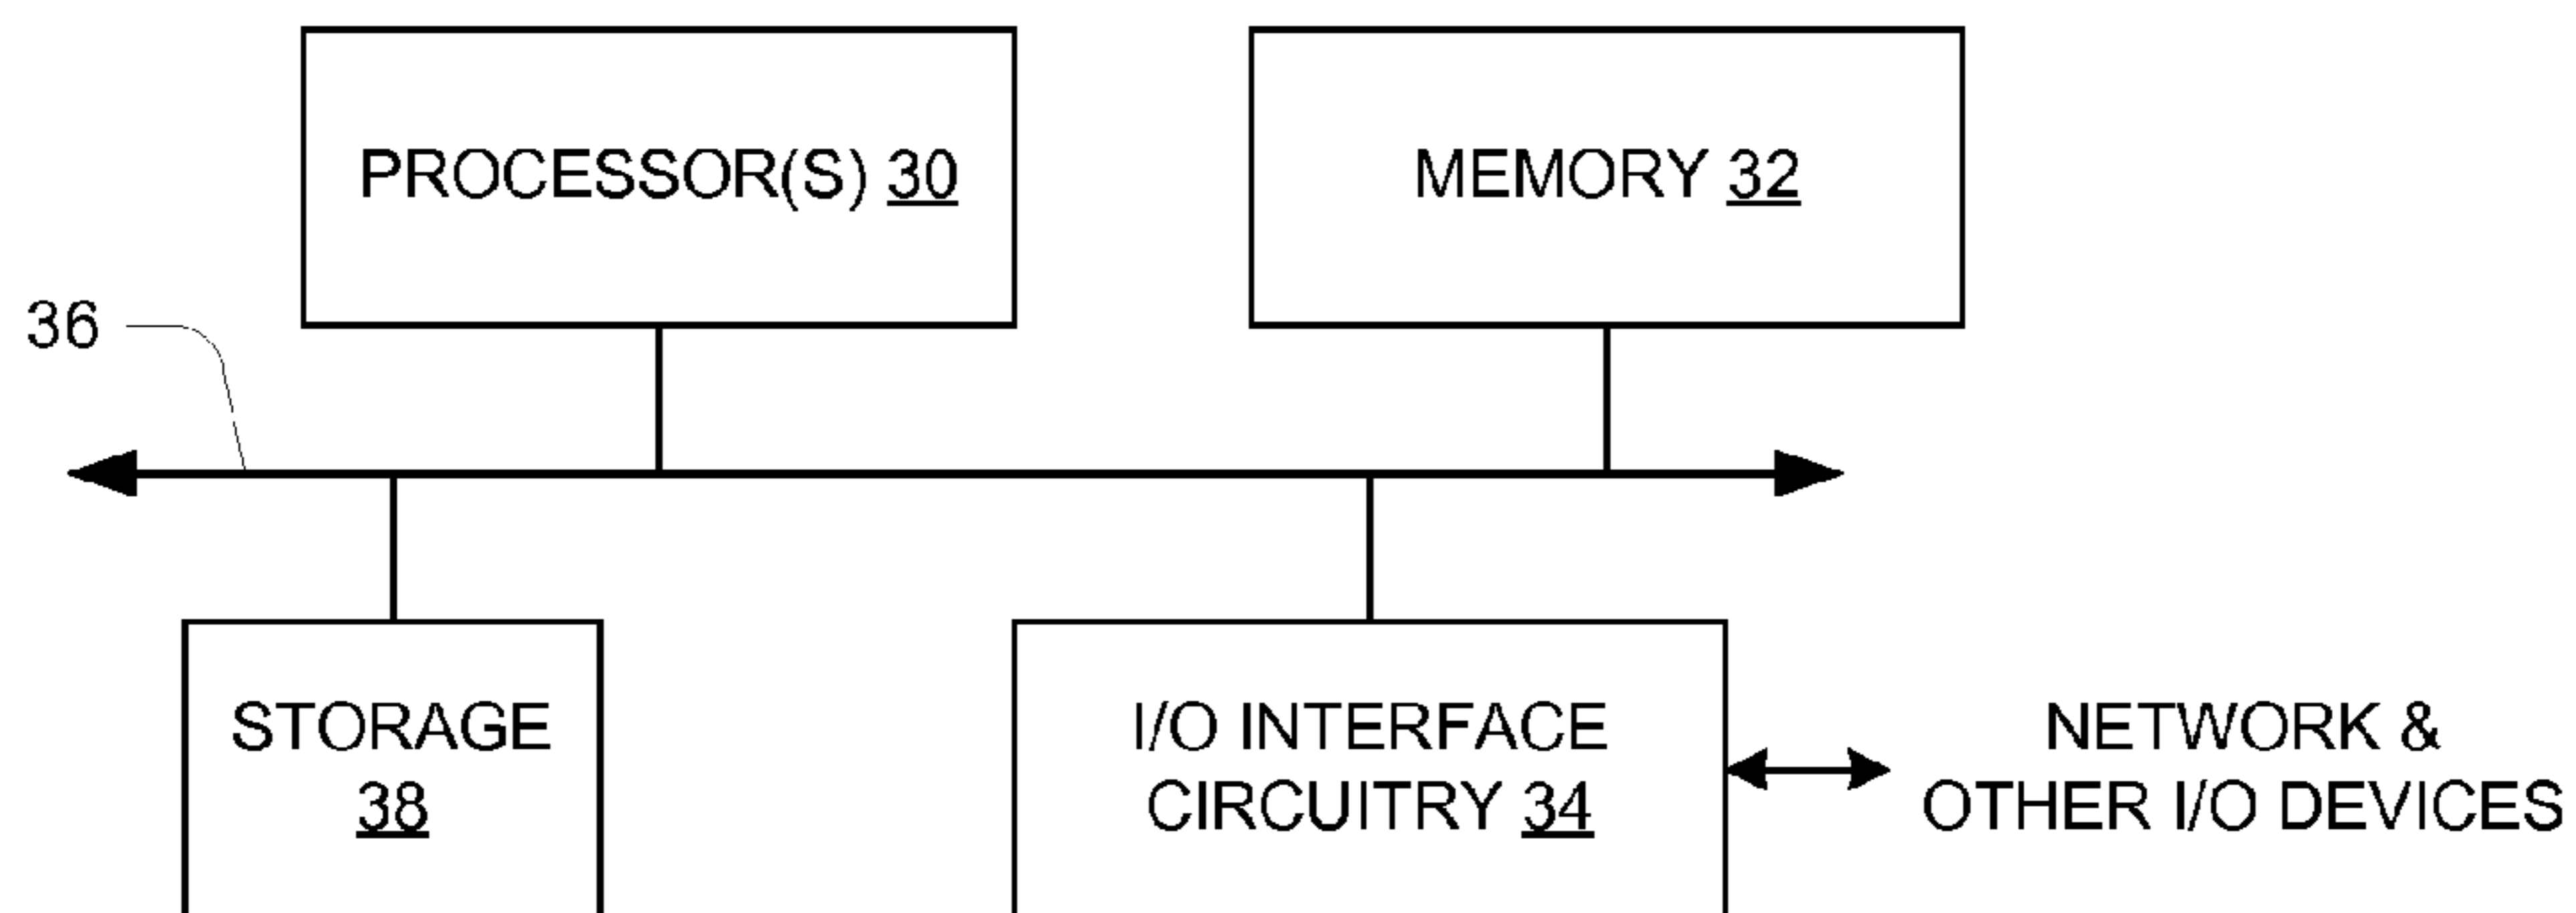 PROCESSOR(S) 30
MEMORY 32
36
STORAGE
38
I/O INTERFACE
CIRCUITRY 34
NETWORK &
OTHER I/O DEVICES